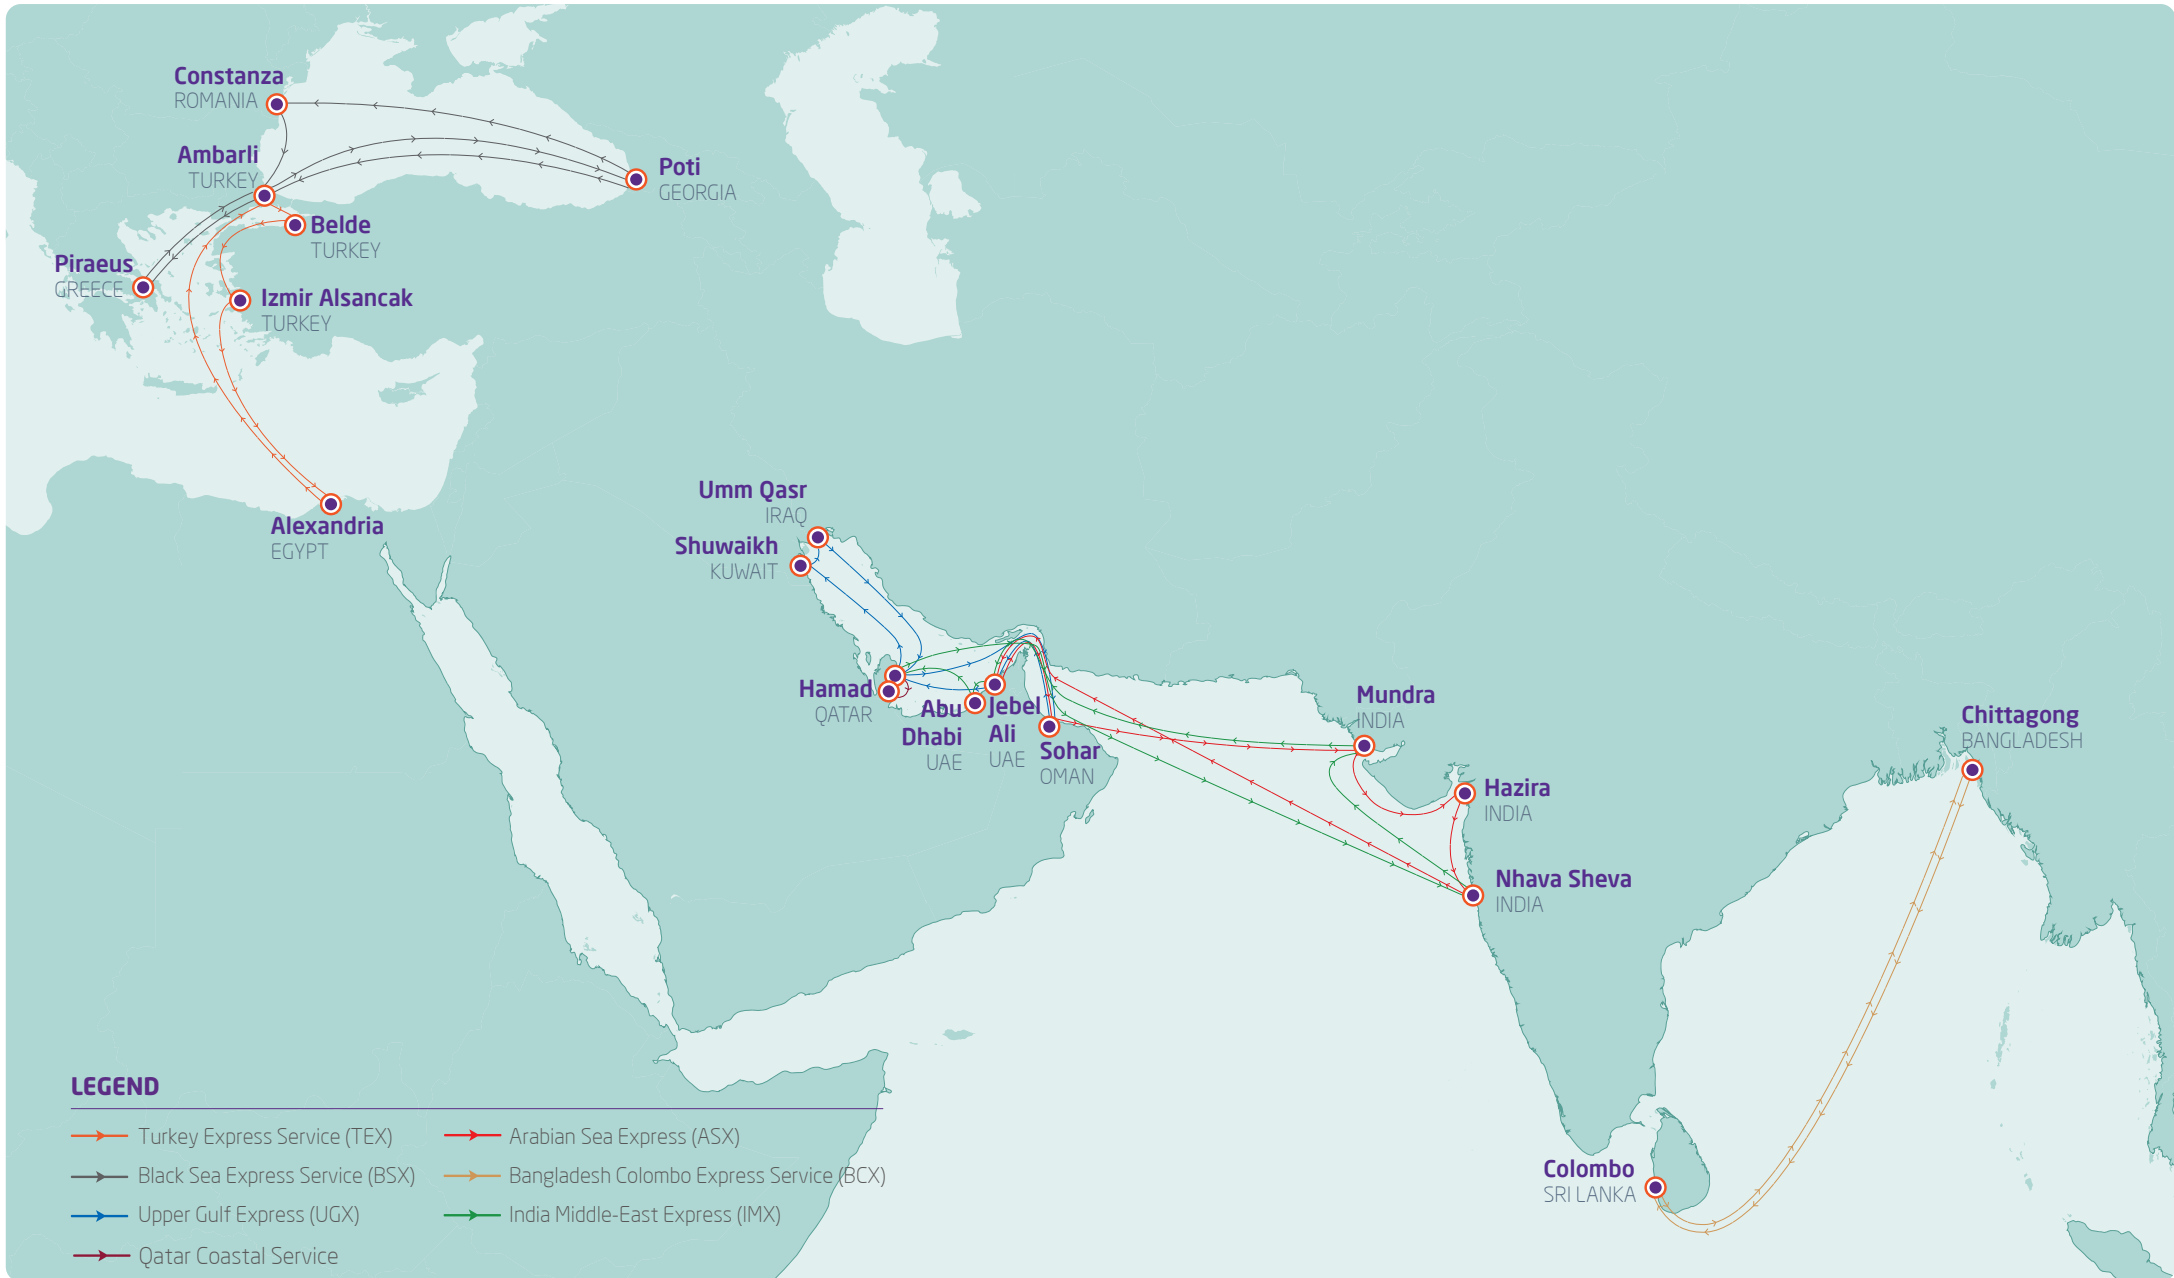 Constanza
ROMANIA
Ambarli
TURKEY
Poti
GEORGIA
Belde
TURKEY
Piraeus
GREECE
Izmir Alsancak
TURKEY
Alexandria
EGYPT
Umm Qasr
IRAQ
Shuwaikh
KUWAIT
Hamad
QATAR
Abu
Dhabi
UAE
Jebel
Ali
UAE
Sohar
OMAN
Mundra
INDIA
Hazira
INDIA
Nhava Sheva
INDIA
Chittagong
BANGLADESH
Colombo
SRI LANKA
LEGEND
Turkey Express Service (TEX)
Black Sea Express Service (BSX)
Upper Gulf Express (UGX)
Qatar Coastal Service
Arabian Sea Express (ASX)
Bangladesh Colombo Express Service (BCX)
India Middle-East Express (IMX)